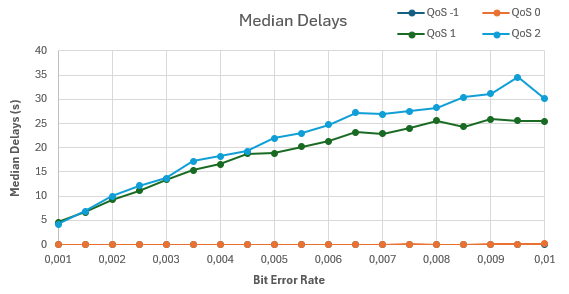 Median Delays
QoS -1
QoS 0
QoS 1
QoS 2
Median Delays (s)
40
35
30
25
20
15
10
5
0
0,001 0,002 0,003 0,004 0,005 0,006 0,007 0,008 0,009 0,01
Bit Error Rate